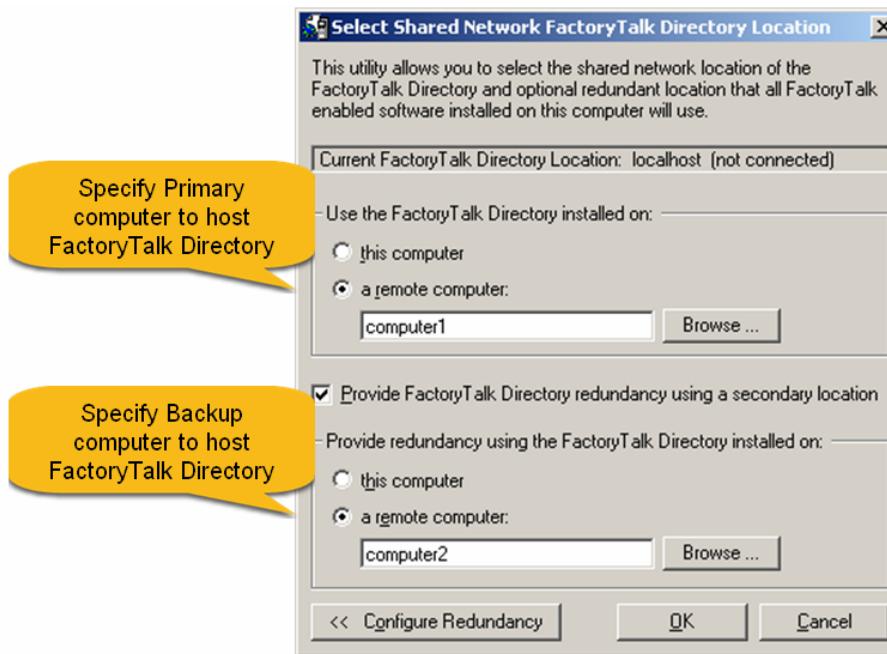 Select Shared Network FactoryTalk Directory Location
This utility allows you to select the shared network location of the
FactoryTalk Directory and optional redundant location that all FactoryTalk
enabled software installed on this computer will use.
Current FactoryTalk Directory Location: localhost (not connected)
Specify Primary
computer to host
FactoryTalk Directory
Use the FactoryTalk Directory installed on:
this computer
a remote computer:
computer1
Browse ...
Provide FactoryTalk Directory redundancy using a secondary location
Specify Backup
computer to host
FactoryTalk Directory
Provide redundancy using the FactoryTalk Directory installed on:
this computer
a remote computer:
computer2
Browse ...
<< Configure Redundancy
OK
Cancel